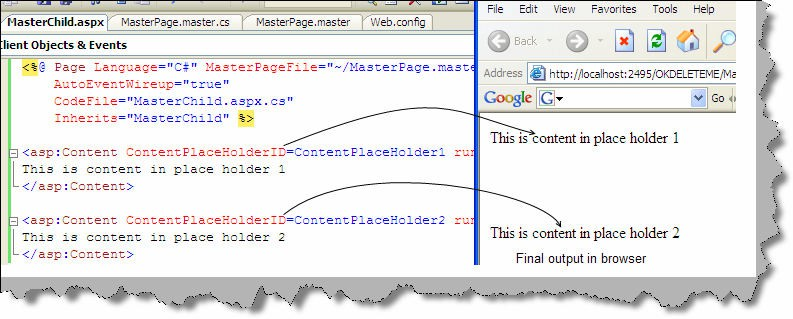 MasterChild.aspx MasterPage.master.cs MasterPage.master Web.config
Client Objects & Events
<%@ Page Language="C#" MasterPageFile="~/MasterPage.maste
AutoEventWireup="true"
CodeFile="MasterChild.aspx.cs"
Inherits="MasterChild" %>
<asp:Content ContentPlaceHolderID=ContentPlaceHolder1 run
This is content in place holder 1
</asp:Content>
<asp:Content ContentPlaceHolderID=ContentPlaceHolder2 run
This is content in place holder 2
</asp:Content>
File Edit View Favorites Tools Help
Back
Address http://localhost:2495/OKDELETEME/Ma
Google G Go
This is content in place holder 1
This is content in place holder 2
Final output in browser